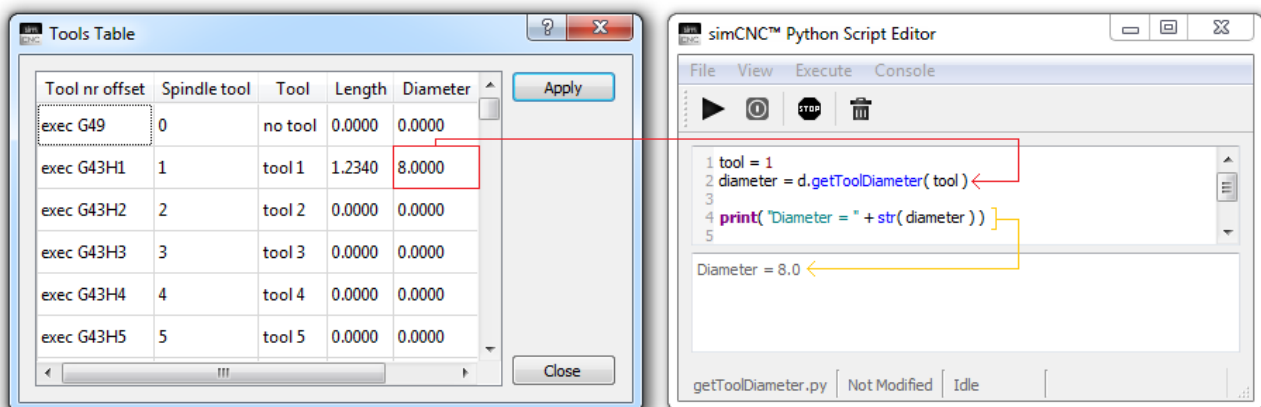 Tools Table
Tool nr offset Spindle tool Tool Length Diameter
exec G49 0 no tool 0.0000 0.0000
exec G43H1 1 tool 1 1.2340 8.0000
exec G43H2 2 tool 2 0.0000 0.0000
exec G43H3 3 tool 3 0.0000 0.0000
exec G43H4 4 tool 4 0.0000 0.0000
exec G43H5 5 tool 5 0.0000 0.0000
Apply
Close
simCNC™ Python Script Editor
File View Execute Console
STOP
1 tool = 1
2 diameter = d.getToolDiameter( tool )
3
4 print( "Diameter = " + str( diameter ) )
5
Diameter = 8.0
getToolDiameter.py Not Modified Idle